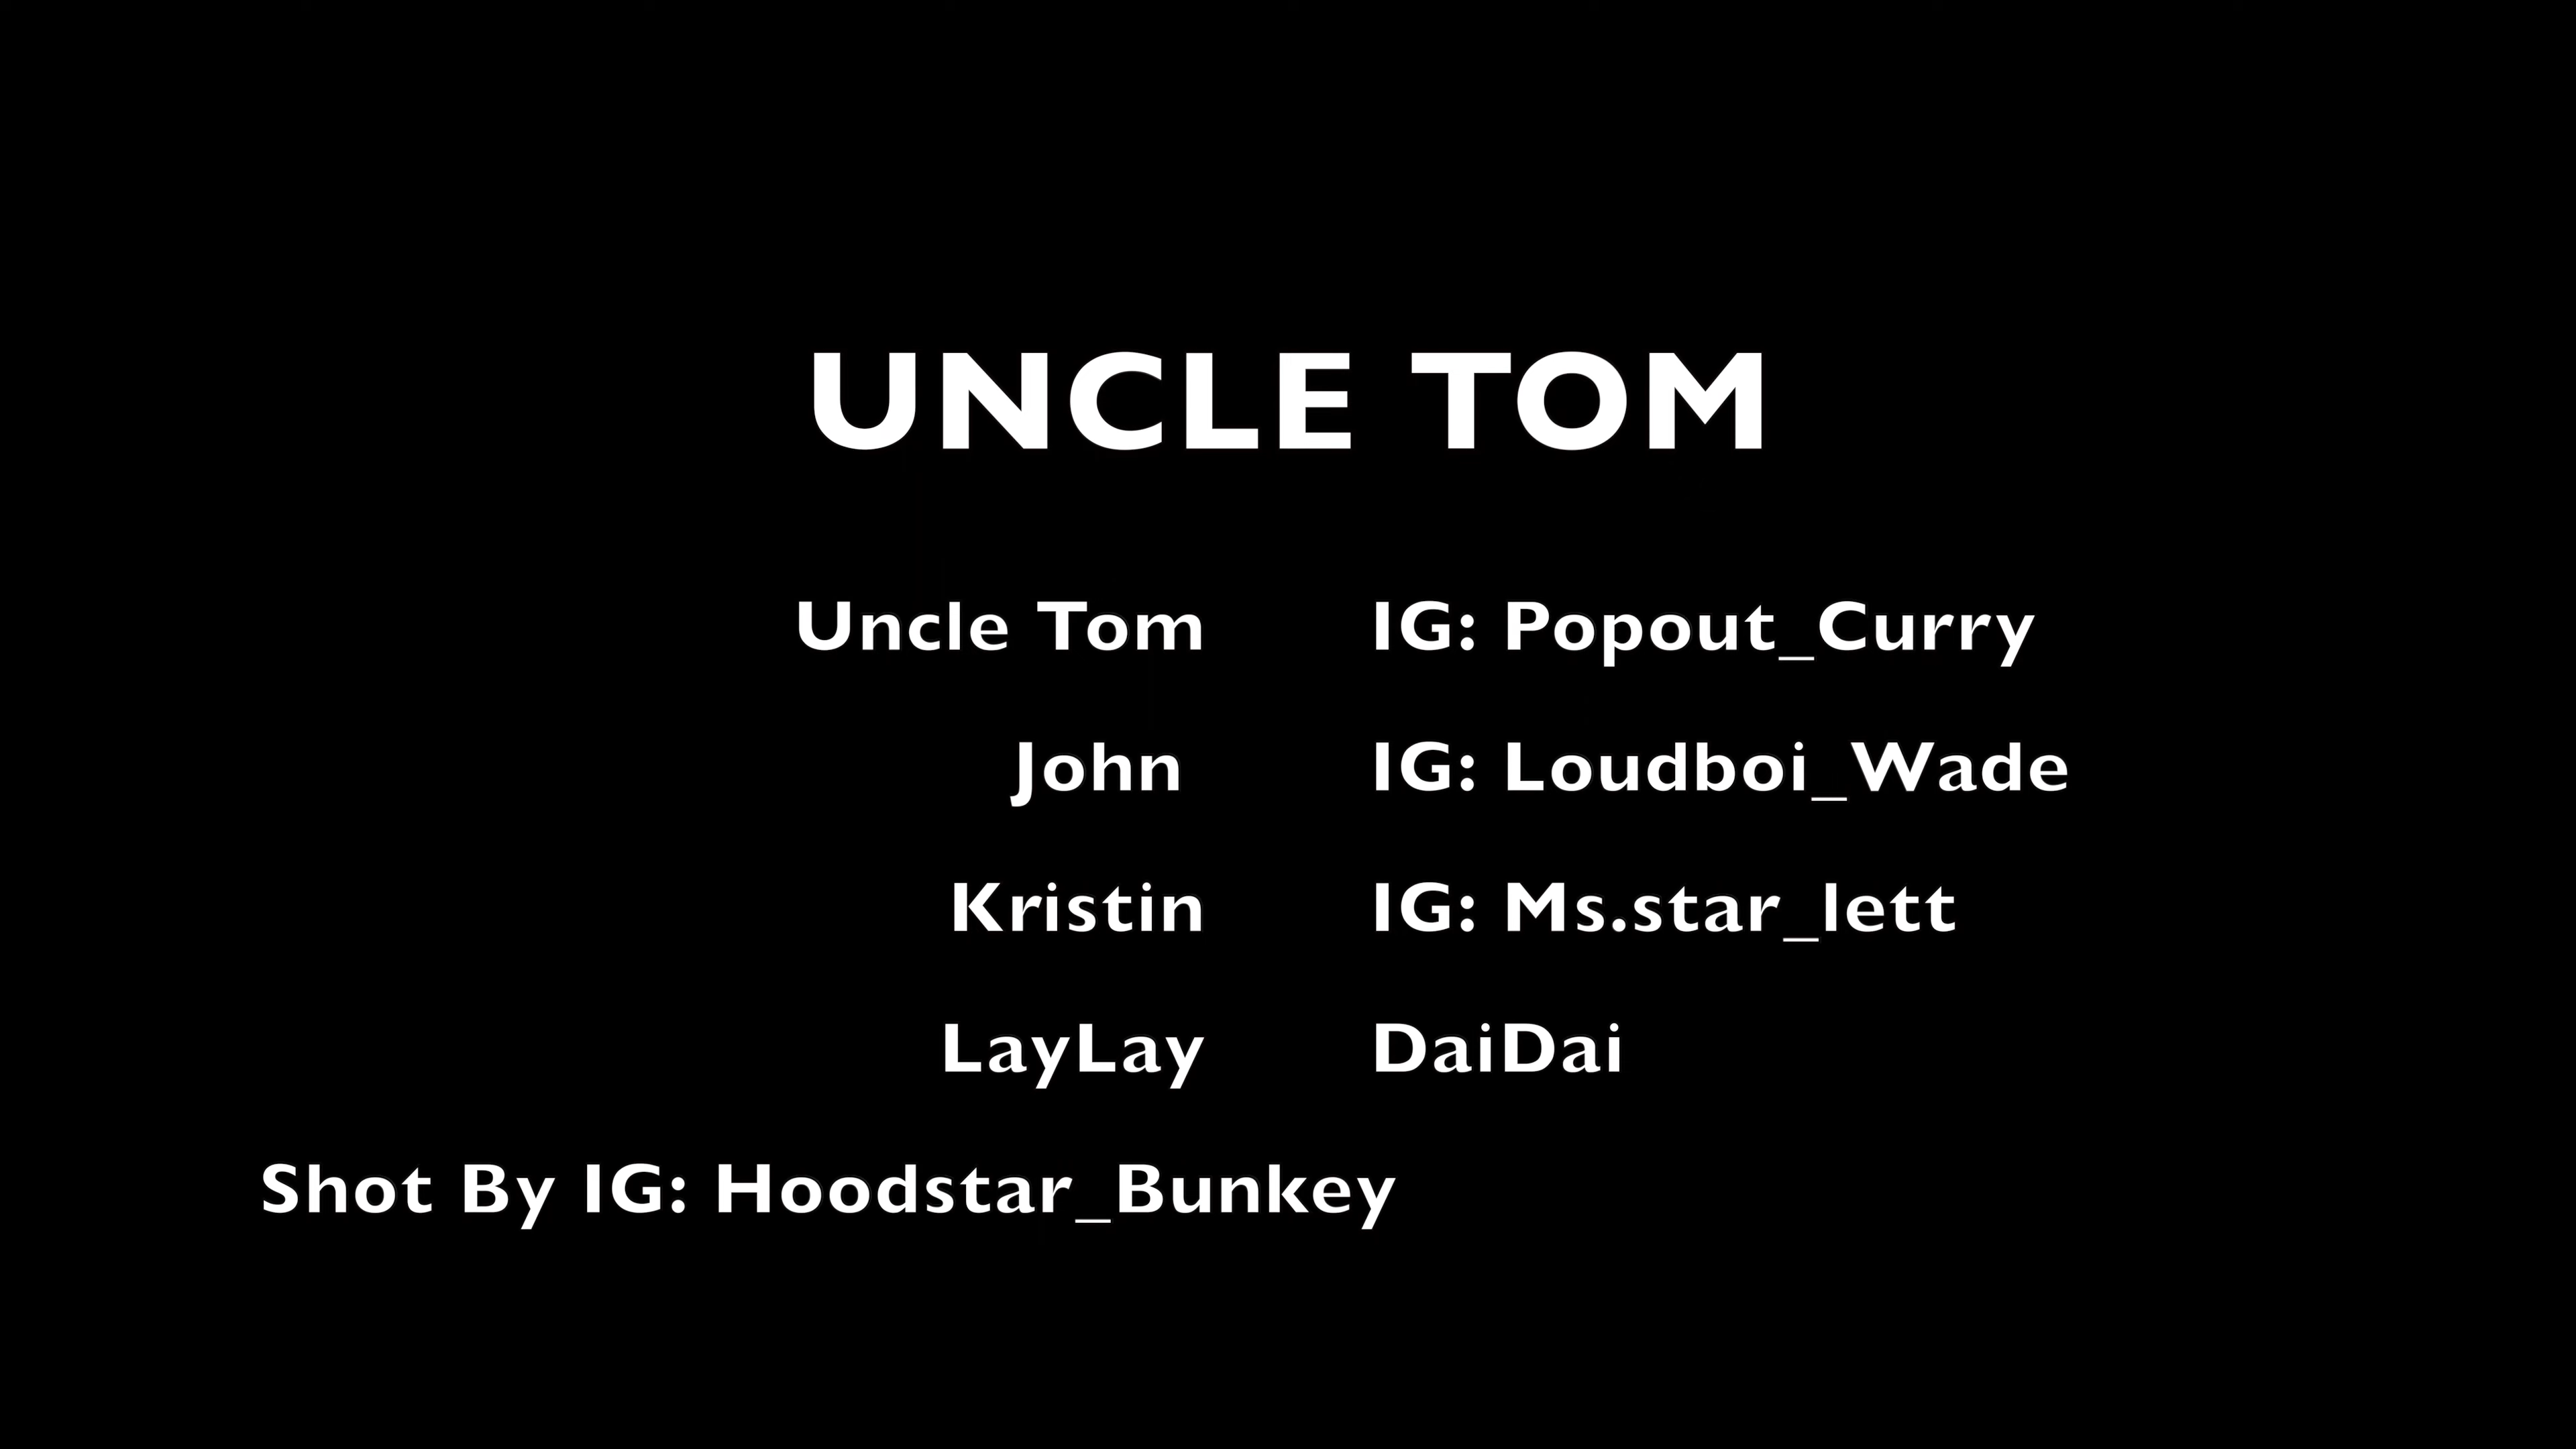 UNCLE TOM
Uncle Tom IG: Popout_Curry
John IG: Loudboi_Wade
Kristin IG: Ms.star_lett
LayLay DaiDai
Shot By IG: Hoodstar_Bunkey